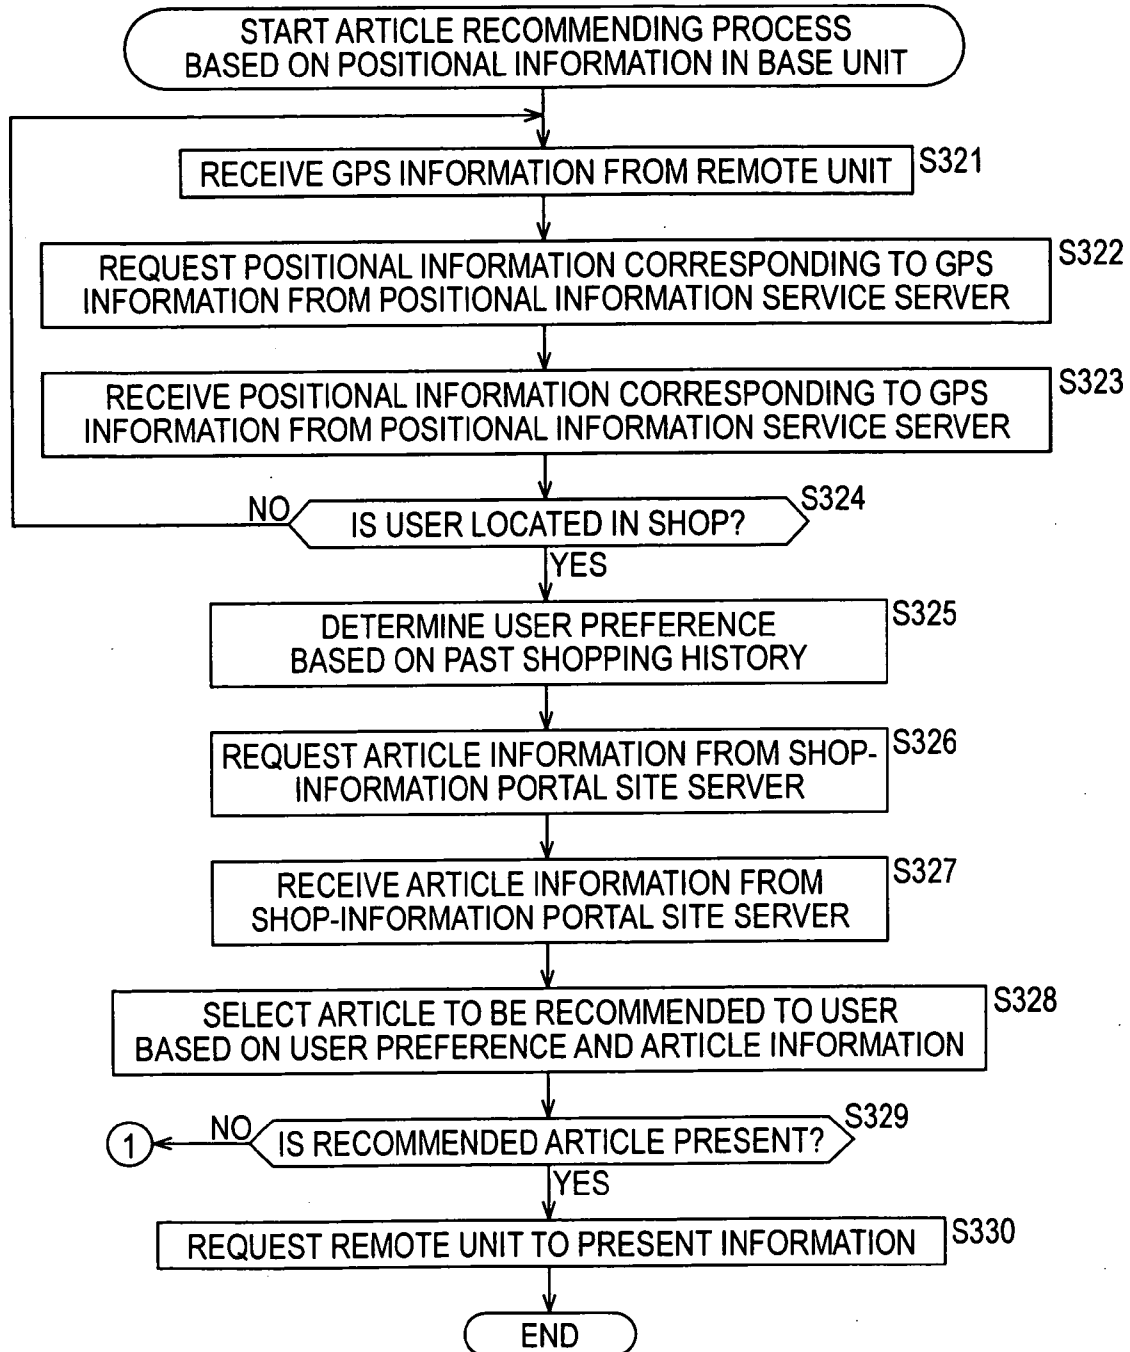 START ARTICLE RECOMMENDING PROCESS
BASED ON POSITIONAL INFORMATION IN BASE UNIT
RECEIVE GPS INFORMATION FROM REMOTE UNIT
S321
REQUEST POSITIONAL INFORMATION CORRESPONDING TO GPS
INFORMATION FROM POSITIONAL INFORMATION SERVICE SERVER
S322
RECEIVE POSITIONAL INFORMATION CORRESPONDING TO GPS
INFORMATION FROM POSITIONAL INFORMATION SERVICE SERVER
S323
NO
IS USER LOCATED IN SHOP?
S324
YES
DETERMINE USER PREFERENCE
BASED ON PAST SHOPPING HISTORY
S325
REQUEST ARTICLE INFORMATION FROM SHOP-
INFORMATION PORTAL SITE SERVER
S326
RECEIVE ARTICLE INFORMATION FROM
SHOP-INFORMATION PORTAL SITE SERVER
S327
SELECT ARTICLE TO BE RECOMMENDED TO USER
BASED ON USER PREFERENCE AND ARTICLE INFORMATION
S328
1
NO
IS RECOMMENDED ARTICLE PRESENT?
S329
YES
REQUEST REMOTE UNIT TO PRESENT INFORMATION
S330
END